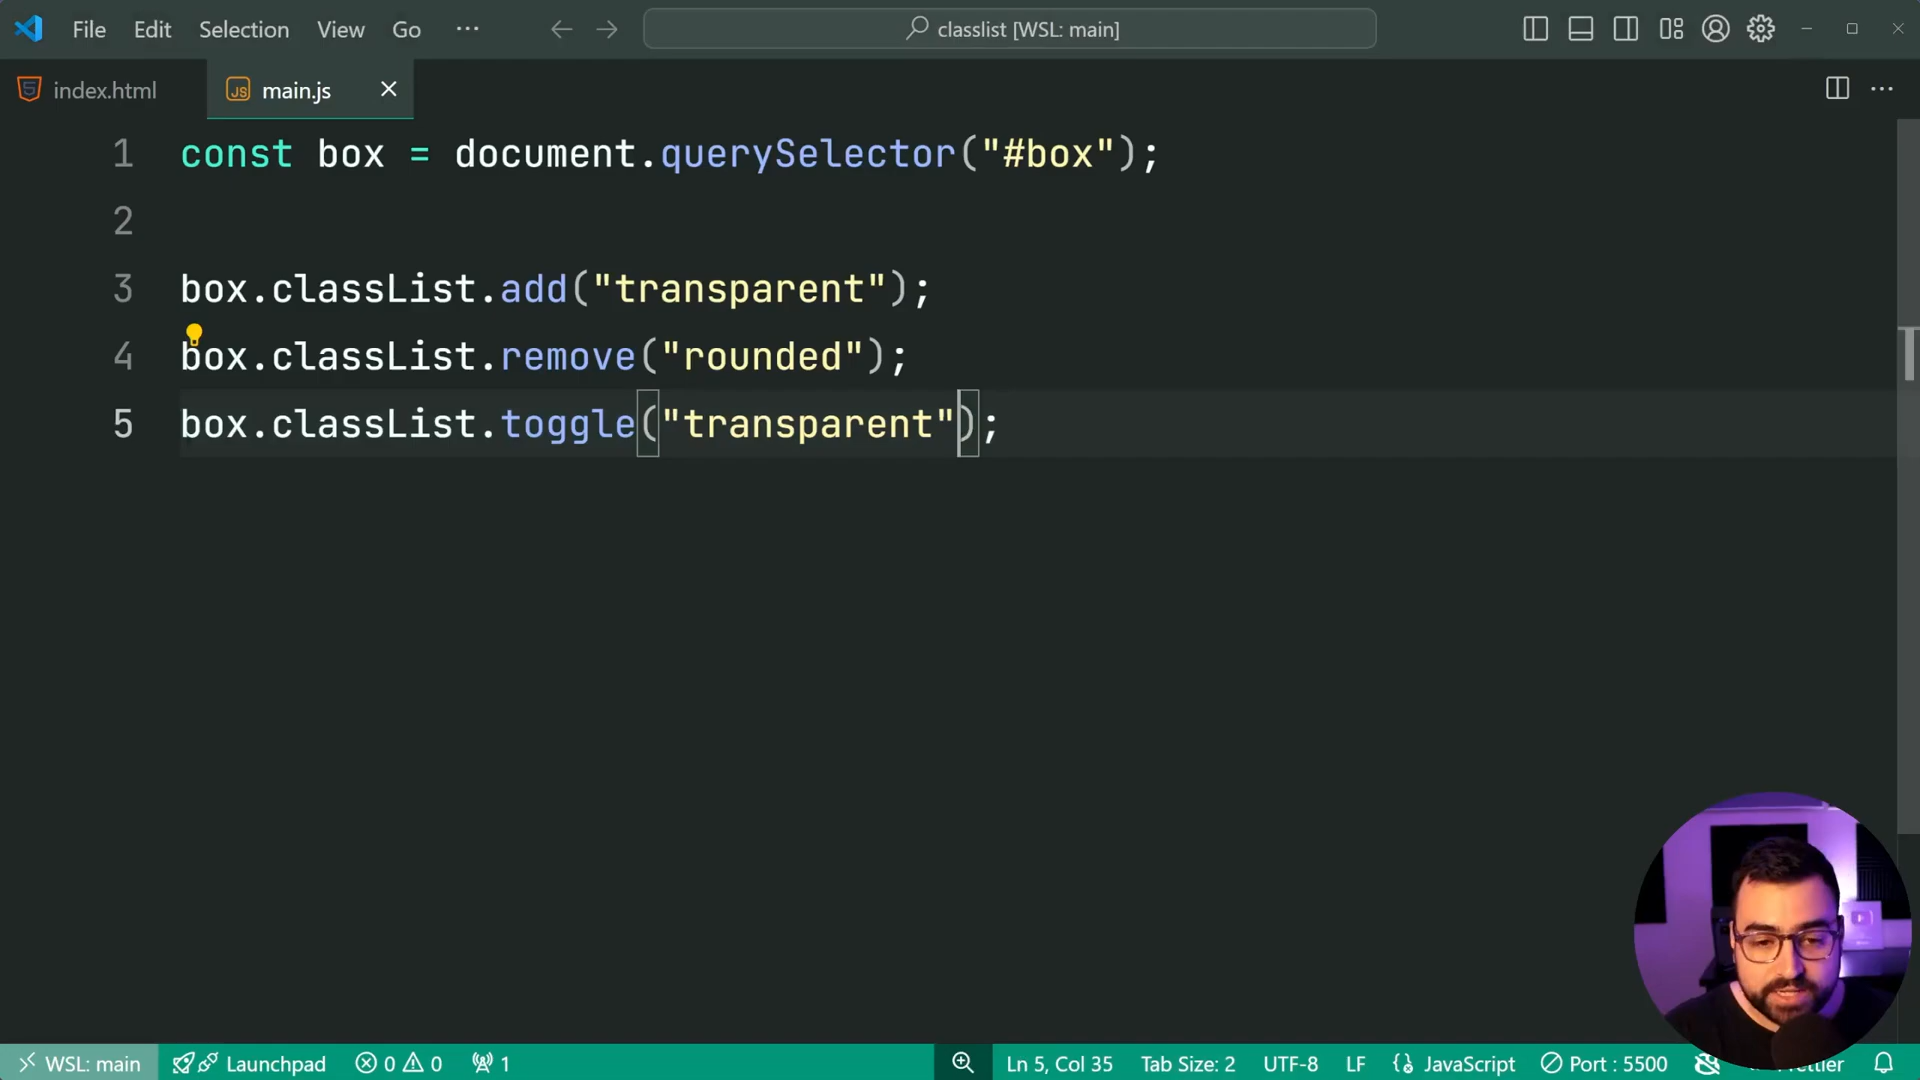 File Edit Selection View Go ... classlist [WSL: main]
index.html main.js
1 const box = document.querySelector("#box");
2
3 box.classList.add("transparent");
4 box.classList.remove("rounded");
5 box.classList.toggle("transparent");
WSL: main Launchpad 0 0 1 Ln 5, Col 35 Tab Size: 2 UTF-8 LF JavaScript Port : 5500